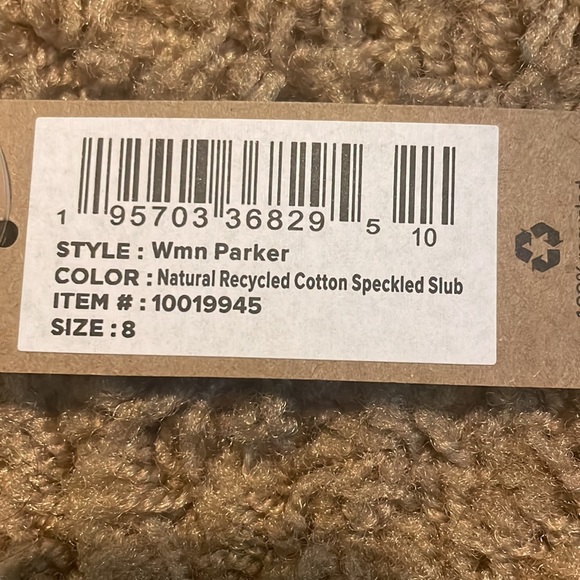 1 95703 36829 5 10
STYLE : Wmn Parker
COLOR : Natural Recycled Cotton Speckled Slub
ITEM # : 10019945
SIZE : 8